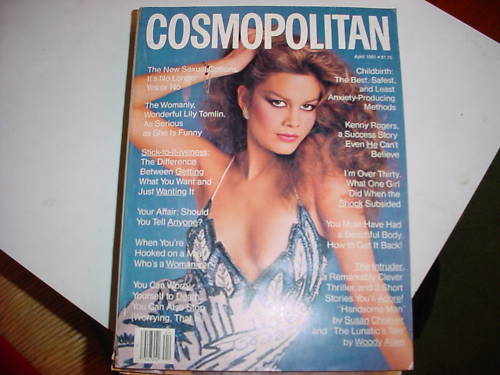 COSMOPOLITAN
April 1981 • $1.75
The New Sexual Options
It's No Longer
Yes or No
The Womanly,
Wonderful Lily Tomlin.
As Serious
as She Is Funny
Stick-to-it-iveness:
The Difference
Between Getting
What You Want and
Just Wanting It
Your Affair: Should
You Tell Anyone?
When You're
Hooked on a Man
Who's a Womanizer
You Can Worry
Yourself to Death.
You Can Also Stop
(Worrying, That
Childbirth:
The Best, Safest,
and Least
Anxiety-Producing
Methods
Kenny Rogers,
a Success Story
Even He Can't
Believe
I'm Over Thirty.
What One Girl
Did When the
Shock Subsided
You Must Have Had
a Beautiful Body.
How to Get It Back!
The Intruder,
a Remarkably Clever
Thriller, and 2 Short
Stories You'll Adore!
"Handsome Man"
by Susan
and "The Lunatic's Tale"
by Woody Allen